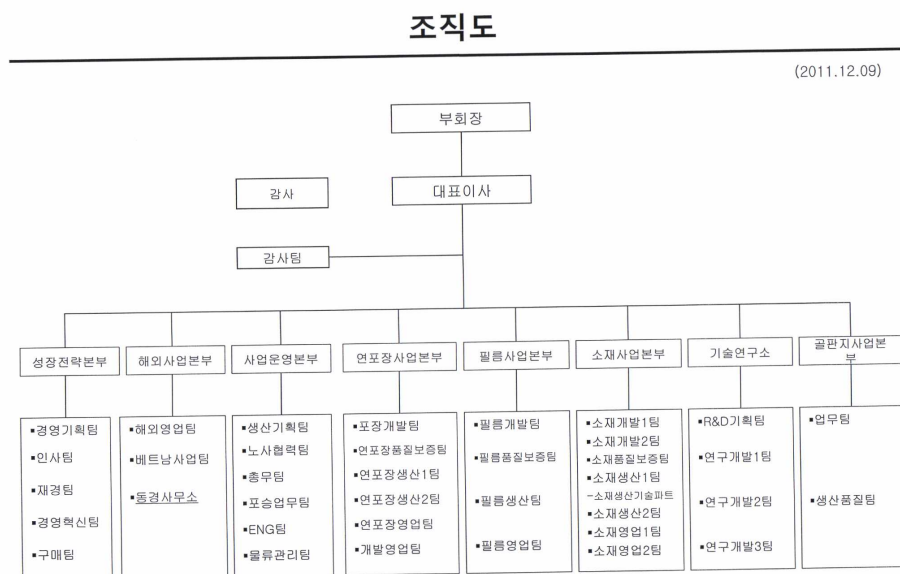 조직도
(2011.12.09)
부회장
감사
대표이사
감사팀
성장전략본부
해외사업본부
사업운영본부
연포장사업본부
필름사업본부
소재사업본부
기술연구소
골판지사업본
부
▪경영기획팀
▪인사팀
▪재경팀
▪경영혁신팀
▪구매팀
▪해외영업팀
▪베트남사업팀
▪동경사무소
▪생산기획팀
▪노사협력팀
▪총무팀
▪포승업무팀
▪ENG팀
▪물류관리팀
▪포장개발팀
▪연포장품질보증팀
▪연포장생산1팀
▪연포장생산2팀
▪연포장영업팀
▪개발영업팀
▪필름개발팀
▪필름품질보증팀
▪필름생산팀
▪필름영업팀
▪소재개발1팀
▪소재개발2팀
▪소재품질보증팀
▪소재생산1팀
-소재생산기술파트
▪소재생산2팀
▪소재영업1팀
▪소재영업2팀
▪R&D기획팀
▪연구개발1팀
▪연구개발2팀
▪연구개발3팀
▪업무팀
▪생산품질팀